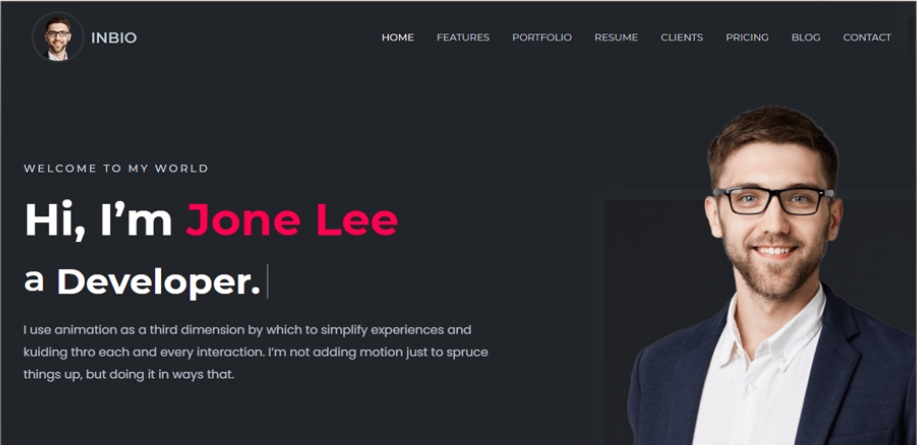 INBIO
HOME FEATURES PORTFOLIO RESUME CLIENTS PRICING BLOG CONTACT
WELCOME TO MY WORLD
Hi, I’m Jone Lee
a Developer.
I use animation as a third dimension by which to simplify experiences and
kuiding thro each and every interaction. I’m not adding motion just to spruce
things up, but doing it in ways that.